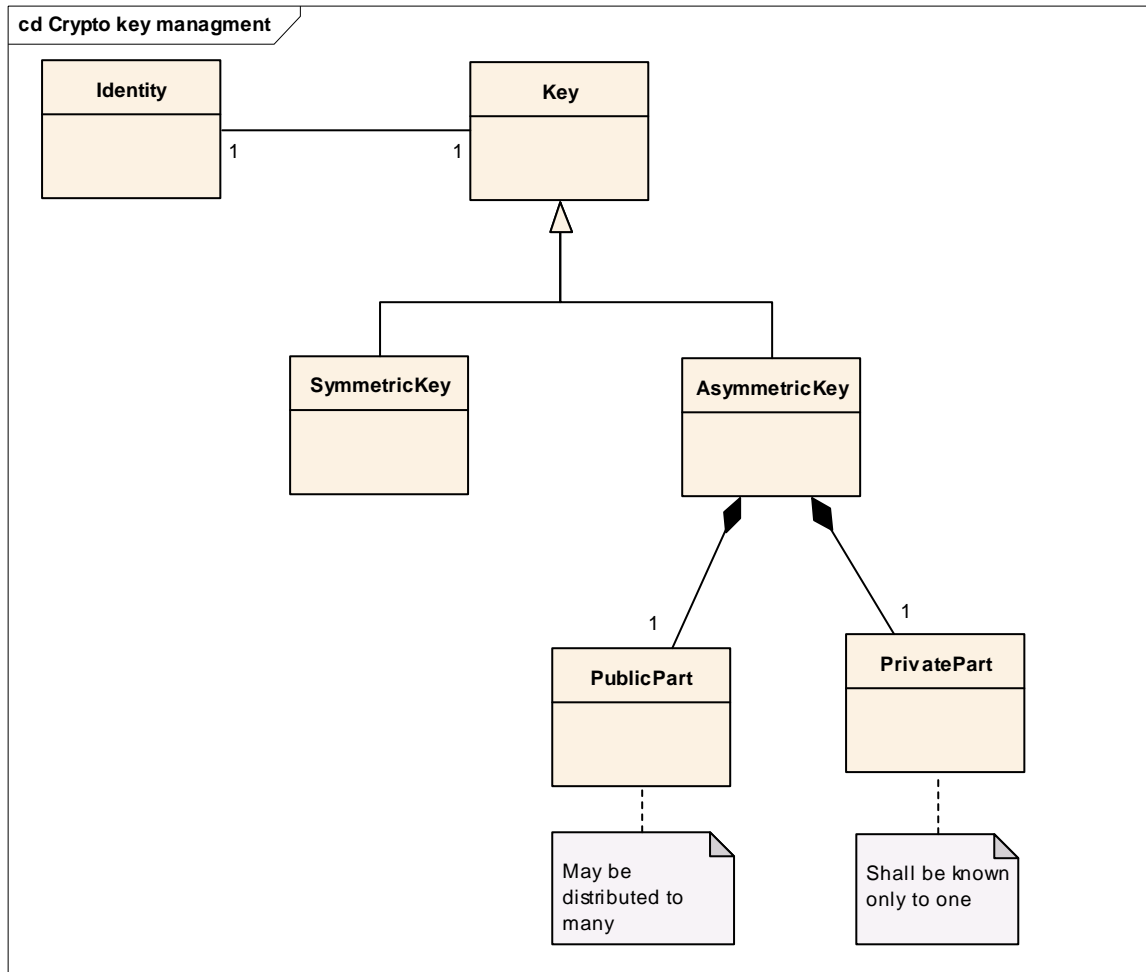 cd Crypto key managment
Identity
Key
1
1
SymmetricKey
AsymmetricKey
1
1
PublicPart
PrivatePart
May be
distributed to
many
Shall be known
only to one